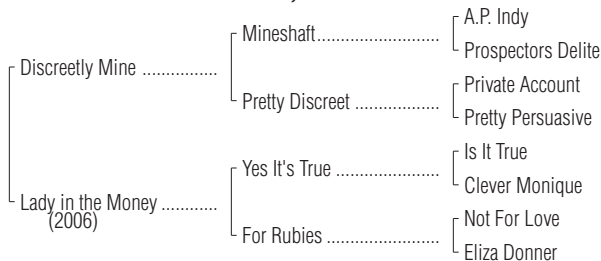 A.P. Indy
Mineshaft....................
Prospectors Delite
Discreetly Mine ...............
Private Account
Pretty Discreet .................
Pretty Persuasive
Is It True
Yes It's True .....................
Clever Monique
Lady in the Money ...........
(2006)
Not For Love
For Rubies .......................
Eliza Donner